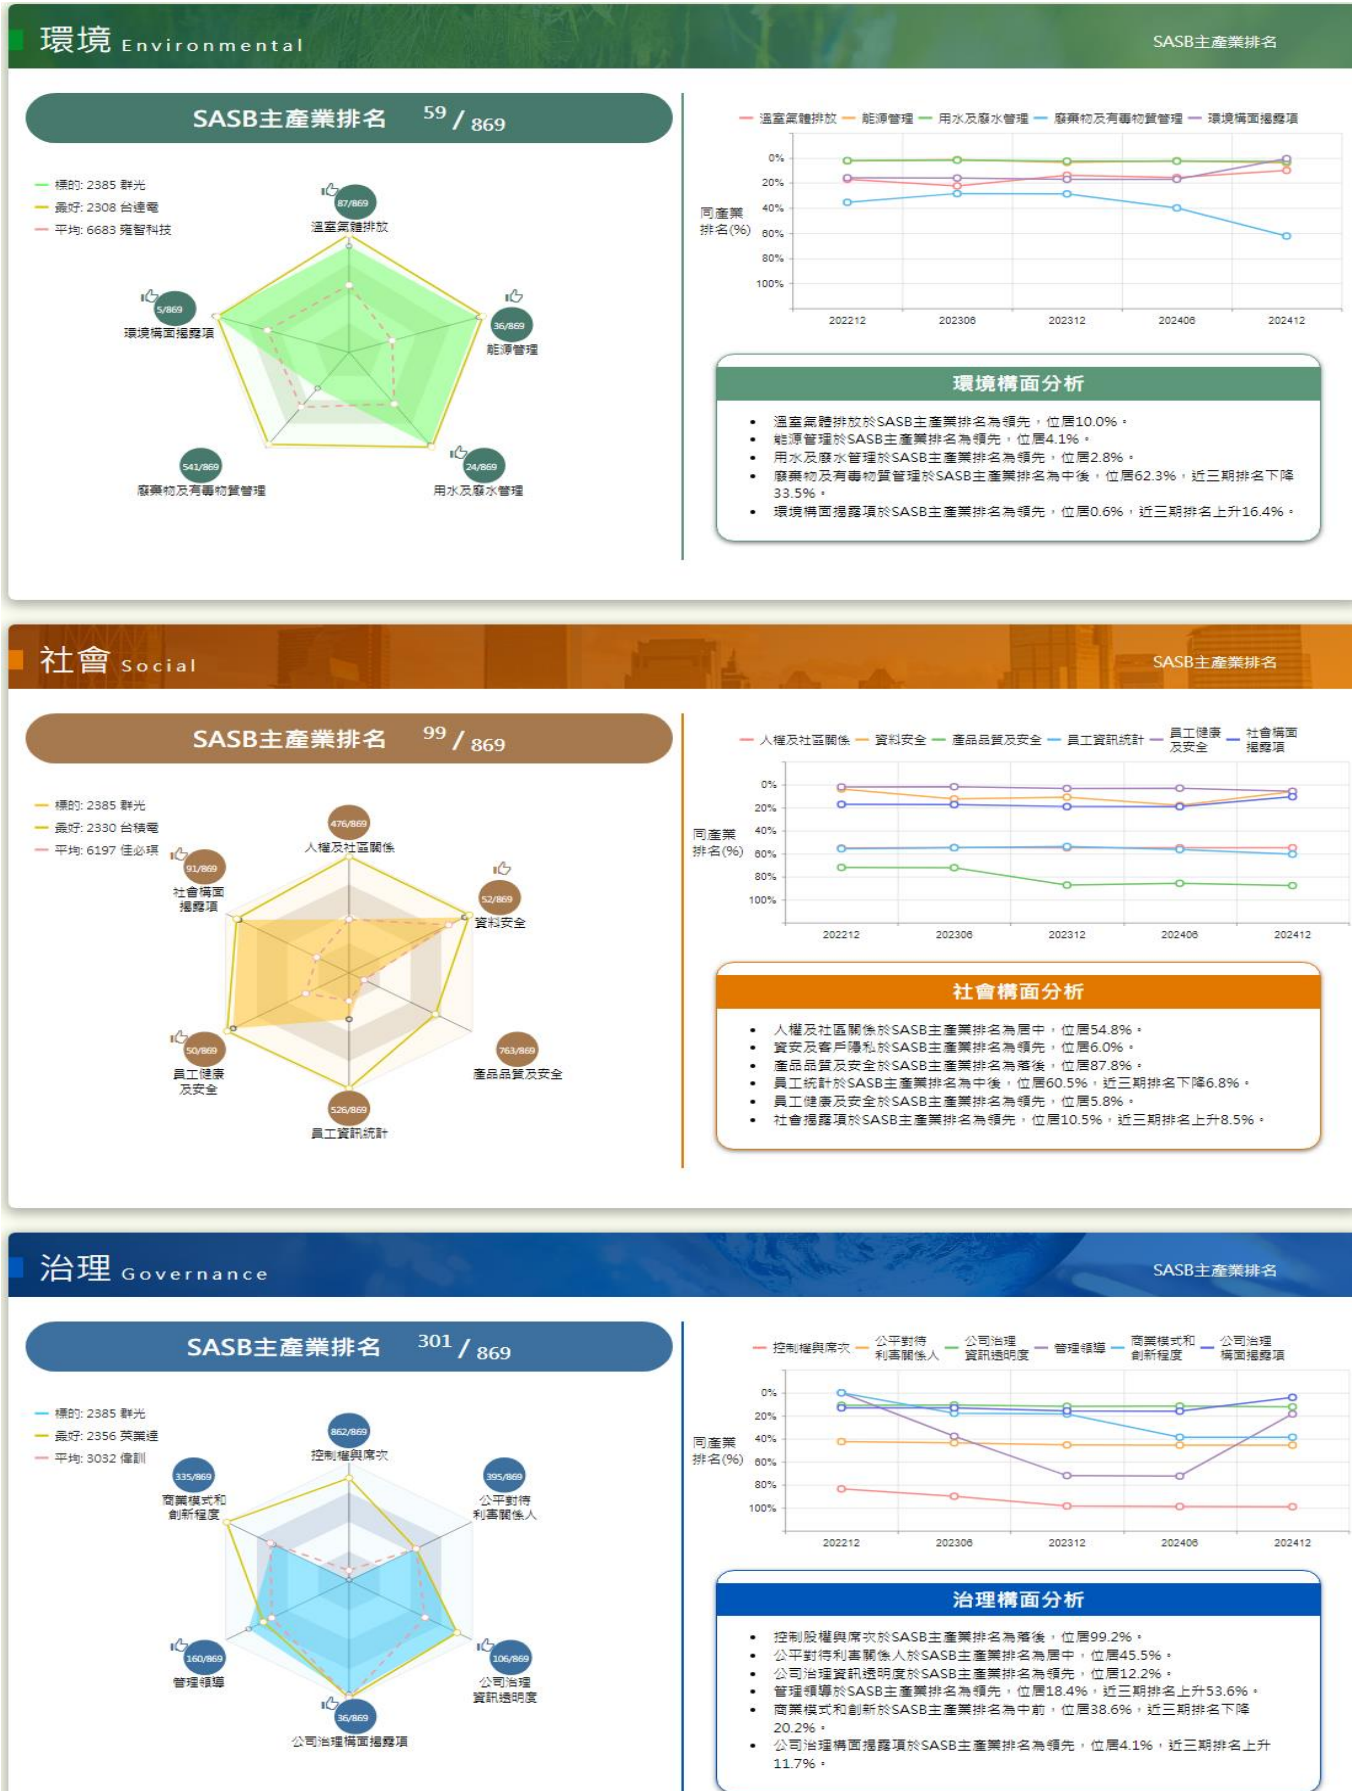 環境 Environmental
SASB主產業排名
SASB主產業排名 59 / 869
標的: 2385 群光
最好: 2308 台達電
平均: 6683 雍智科技
87/869
溫室氣體排放
5/869
環境構面揭露項
36/869
能源管理
541/869
廢棄物及有毒物質管理
24/869
用水及廢水管理
溫室氣體排放 能源管理 用水及廢水管理 廢棄物及有毒物質管理 環境構面揭露項
同產業
排名(%)
0%
20%
40%
60%
80%
100%
202212 202306 202312 202406 202412
環境構面分析
• 溫室氣體排放於SASB主產業排名為領先，位居10.0%。
• 能源管理於SASB主產業排名為領先，位居4.1%。
• 用水及廢水管理於SASB主產業排名為領先，位居2.8%。
• 廢棄物及有毒物質管理於SASB主產業排名為中後，位居62.3%，近三期排名下降
33.5%。
• 環境構面揭露項於SASB主產業排名為領先，位居0.6%，近三期排名上升16.4%。
社會 Social
SASB主產業排名
SASB主產業排名 99 / 869
標的: 2385 群光
最好: 2330 台積電
平均: 6197 佳必琪
476/869
人權及社區關係
91/869
社會構面
揭露項
52/869
資料安全
50/869
員工健康
及安全
763/869
產品品質及安全
526/869
員工資訊統計
人權及社區關係 資料安全 產品品質及安全 員工資訊統計 員工健康
及安全 社會構面
揭露項
同產業
排名(%)
0%
20%
40%
60%
80%
100%
202212 202306 202312 202406 202412
社會構面分析
• 人權及社區關係於SASB主產業排名為居中，位居54.8%。
• 資安及客戶隱私於SASB主產業排名為領先，位居6.0%。
• 產品品質及安全於SASB主產業排名為落後，位居87.8%。
• 員工統計於SASB主產業排名為中後，位居60.5%，近三期排名下降6.8%。
• 員工健康及安全於SASB主產業排名為領先，位居5.8%。
• 社會揭露項於SASB主產業排名為領先，位居10.5%，近三期排名上升8.5%。
治理 Governance
SASB主產業排名
SASB主產業排名 301 / 869
標的: 2385 群光
最好: 2356 英業達
平均: 3032 偉訓
862/869
控制權與席次
335/869
商業模式和
創新程度
395/869
公平對待
利害關係人
160/869
管理領導
106/869
公司治理
資訊透明度
36/869
公司治理構面揭露項
控制權與席次 公平對待
利害關係人 公司治理
資訊透明度 管理領導 商業模式和
創新程度 公司治理
構面揭露項
同產業
排名(%)
0%
20%
40%
60%
80%
100%
202212 202306 202312 202406 202412
治理構面分析
• 控制股權與席次於SASB主產業排名為落後，位居99.2%。
• 公平對待利害關係人於SASB主產業排名為居中，位居45.5%。
• 公司治理資訊透明度於SASB主產業排名為領先，位居12.2%。
• 管理領導於SASB主產業排名為領先，位居18.4%，近三期排名上升53.6%。
• 商業模式和創新於SASB主產業排名為中前，位居38.6%，近三期排名下降
20.2%。
• 公司治理構面揭露項於SASB主產業排名為領先，位居4.1%，近三期排名上升
11.7%。